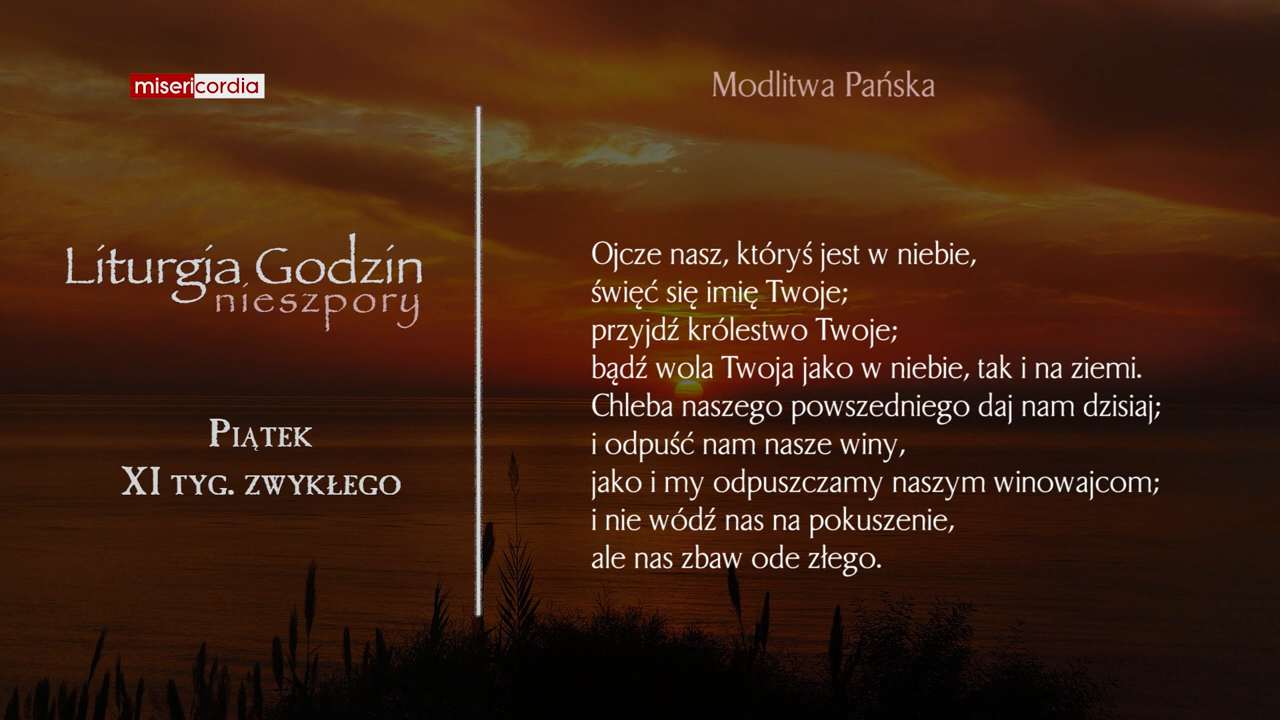 misericordia
Liturgia Godzin
nieszpory
Piątek
XI tyg. zwykłego
Modlitwa Pańska
Ojcze nasz, któryś jest w niebie,
święć się imię Twoje;
przyjdź królestwo Twoje;
bądź wola Twoja jako w niebie, tak i na ziemi.
Chleba naszego powszedniego daj nam dzisiaj;
i odpuść nam nasze winy,
jako i my odpuszczamy naszym winowajcom;
i nie wódź nas na pokuszenie,
ale nas zbaw ode złego.